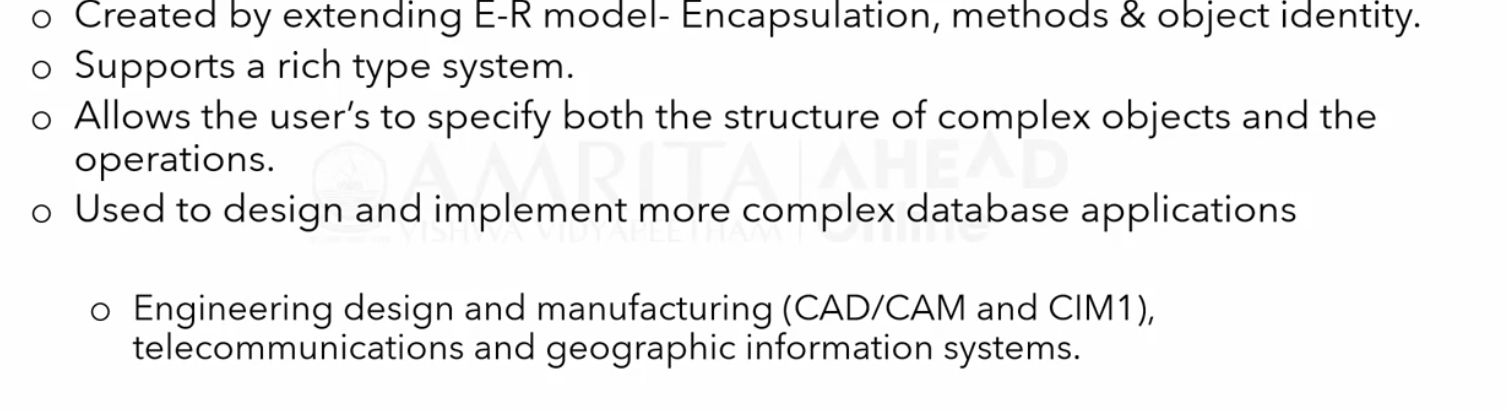 o Created by extending E-R model- Encapsulation, methods & object identity.
o Supports a rich type system.
o Allows the user's to specify both the structure of complex objects and the
operations.
o Used to design and implement more complex database applications
o Engineering design and manufacturing (CAD/CAM and CIM1),
telecommunications and geographic information systems.
AMRITA AHEAD
VISHWA VIDYAPEETHAM Online